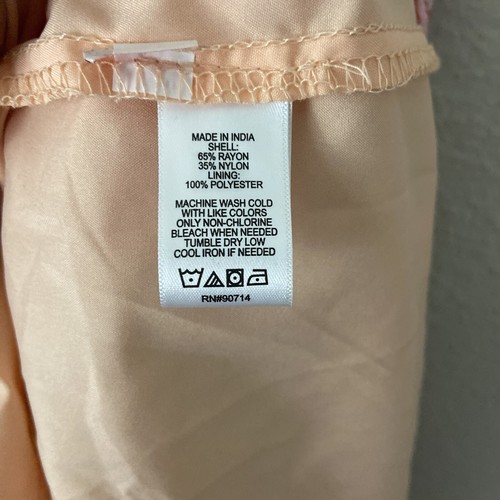 MADE IN INDIA
SHELL:
65% RAYON
35% NYLON
LINING:
100% POLYESTER
MACHINE WASH COLD
WITH LIKE COLORS
ONLY NON-CHLORINE
BLEACH WHEN NEEDED
TUMBLE DRY LOW
COOL IRON IF NEEDED
RN#90714